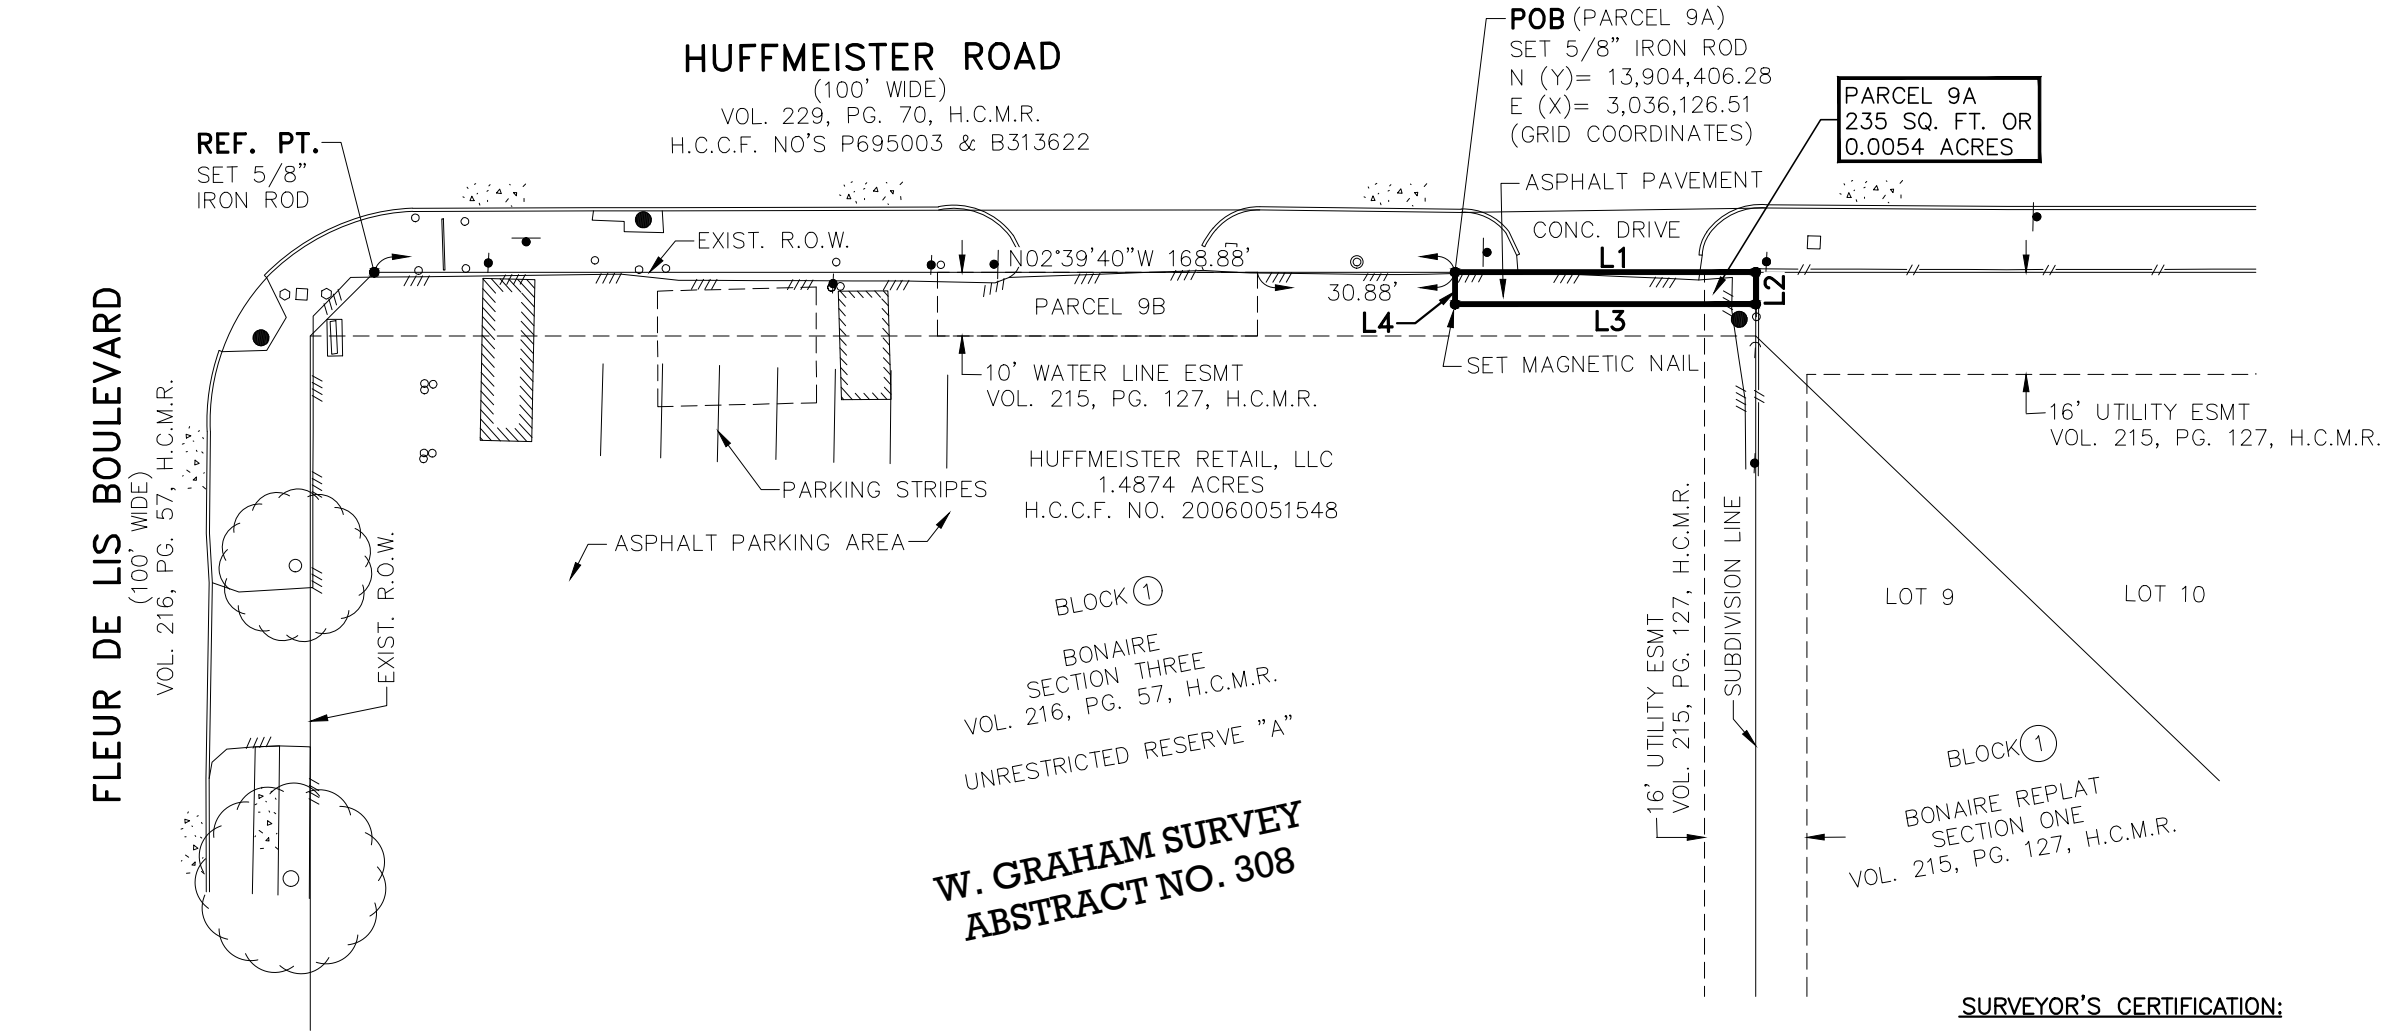 HUFFMEISTER ROAD
(100' WIDE)
VOL. 229, PG. 70, H.C.M.R.
H.C.C.F. NO'S P695003 & B313622
POB (PARCEL 9A)
SET 5/8" IRON ROD
N (Y)= 13,904,406.28
E (X)= 3,036,126.51
(GRID COORDINATES)
PARCEL 9A
235 SQ. FT. OR
0.0054 ACRES
REF. PT.
SET 5/8"
IRON ROD
ASPHALT PAVEMENT
CONC. DRIVE
EXIST. R.O.W.
N02°39'40"W 168.88'
L1
L2
30.88'
PARCEL 9B
L4
L3
SET MAGNETIC NAIL
10' WATER LINE ESMT
VOL. 215, PG. 127, H.C.M.R.
16' UTILITY ESMT
VOL. 215, PG. 127, H.C.M.R.
FLEUR DE LIS BOULEVARD
(100' WIDE)
VOL. 216, PG. 57, H.C.M.R.
HUFFMEISTER RETAIL, LLC
1.4874 ACRES
H.C.C.F. NO. 20060051548
PARKING STRIPES
ASPHALT PARKING AREA
EXIST. R.O.W.
BLOCK 1
BONAIRE
SECTION THREE
VOL. 216, PG. 57, H.C.M.R.
UNRESTRICTED RESERVE "A"
16' UTILITY ESMT
VOL. 215, PG. 127, H.C.M.R.
SUBDIVISION LINE
LOT 9
LOT 10
BLOCK 1
BONAIRE REPLAT
SECTION ONE
VOL. 215, PG. 127, H.C.M.R.
W. GRAHAM SURVEY
ABSTRACT NO. 308
SURVEYOR'S CERTIFICATION: